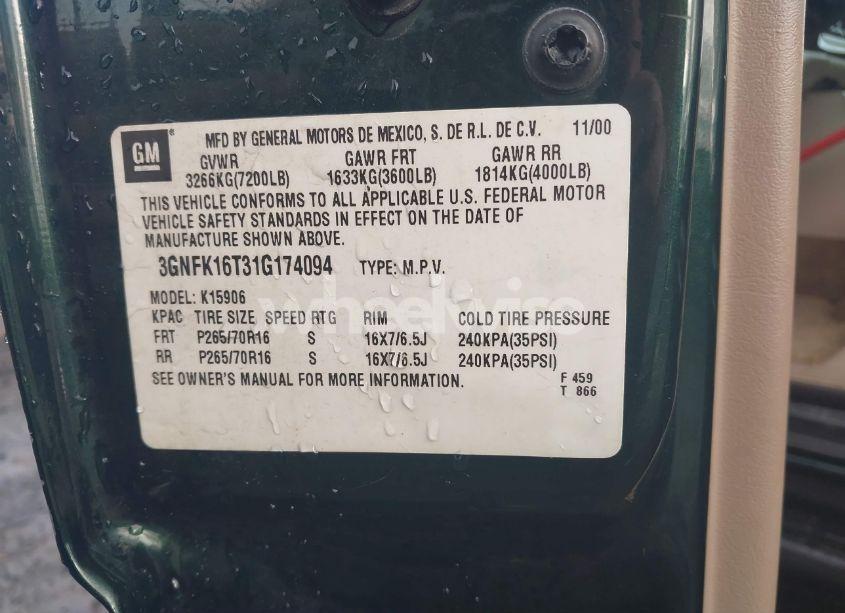 GM® MFD BY GENERAL MOTORS DE MEXICO, S. DE R.L. DE C.V. 11/00
GVWR GAWR FRT GAWR RR
3266KG(7200LB) 1633KG(3600LB) 1814KG(4000LB)
THIS VEHICLE CONFORMS TO ALL APPLICABLE U.S. FEDERAL MOTOR
VEHICLE SAFETY STANDARDS IN EFFECT ON THE DATE OF
MANUFACTURE SHOWN ABOVE.
3GNFK16T31G174094 TYPE: M.P.V.
MODEL: K15906
KPAC TIRE SIZE SPEED RTG RIM COLD TIRE PRESSURE
FRT P265/70R16 S 16X7/6.5J 240KPA(35PSI)
RR P265/70R16 S 16X7/6.5J 240KPA(35PSI)
SEE OWNER'S MANUAL FOR MORE INFORMATION. F 459
T 866